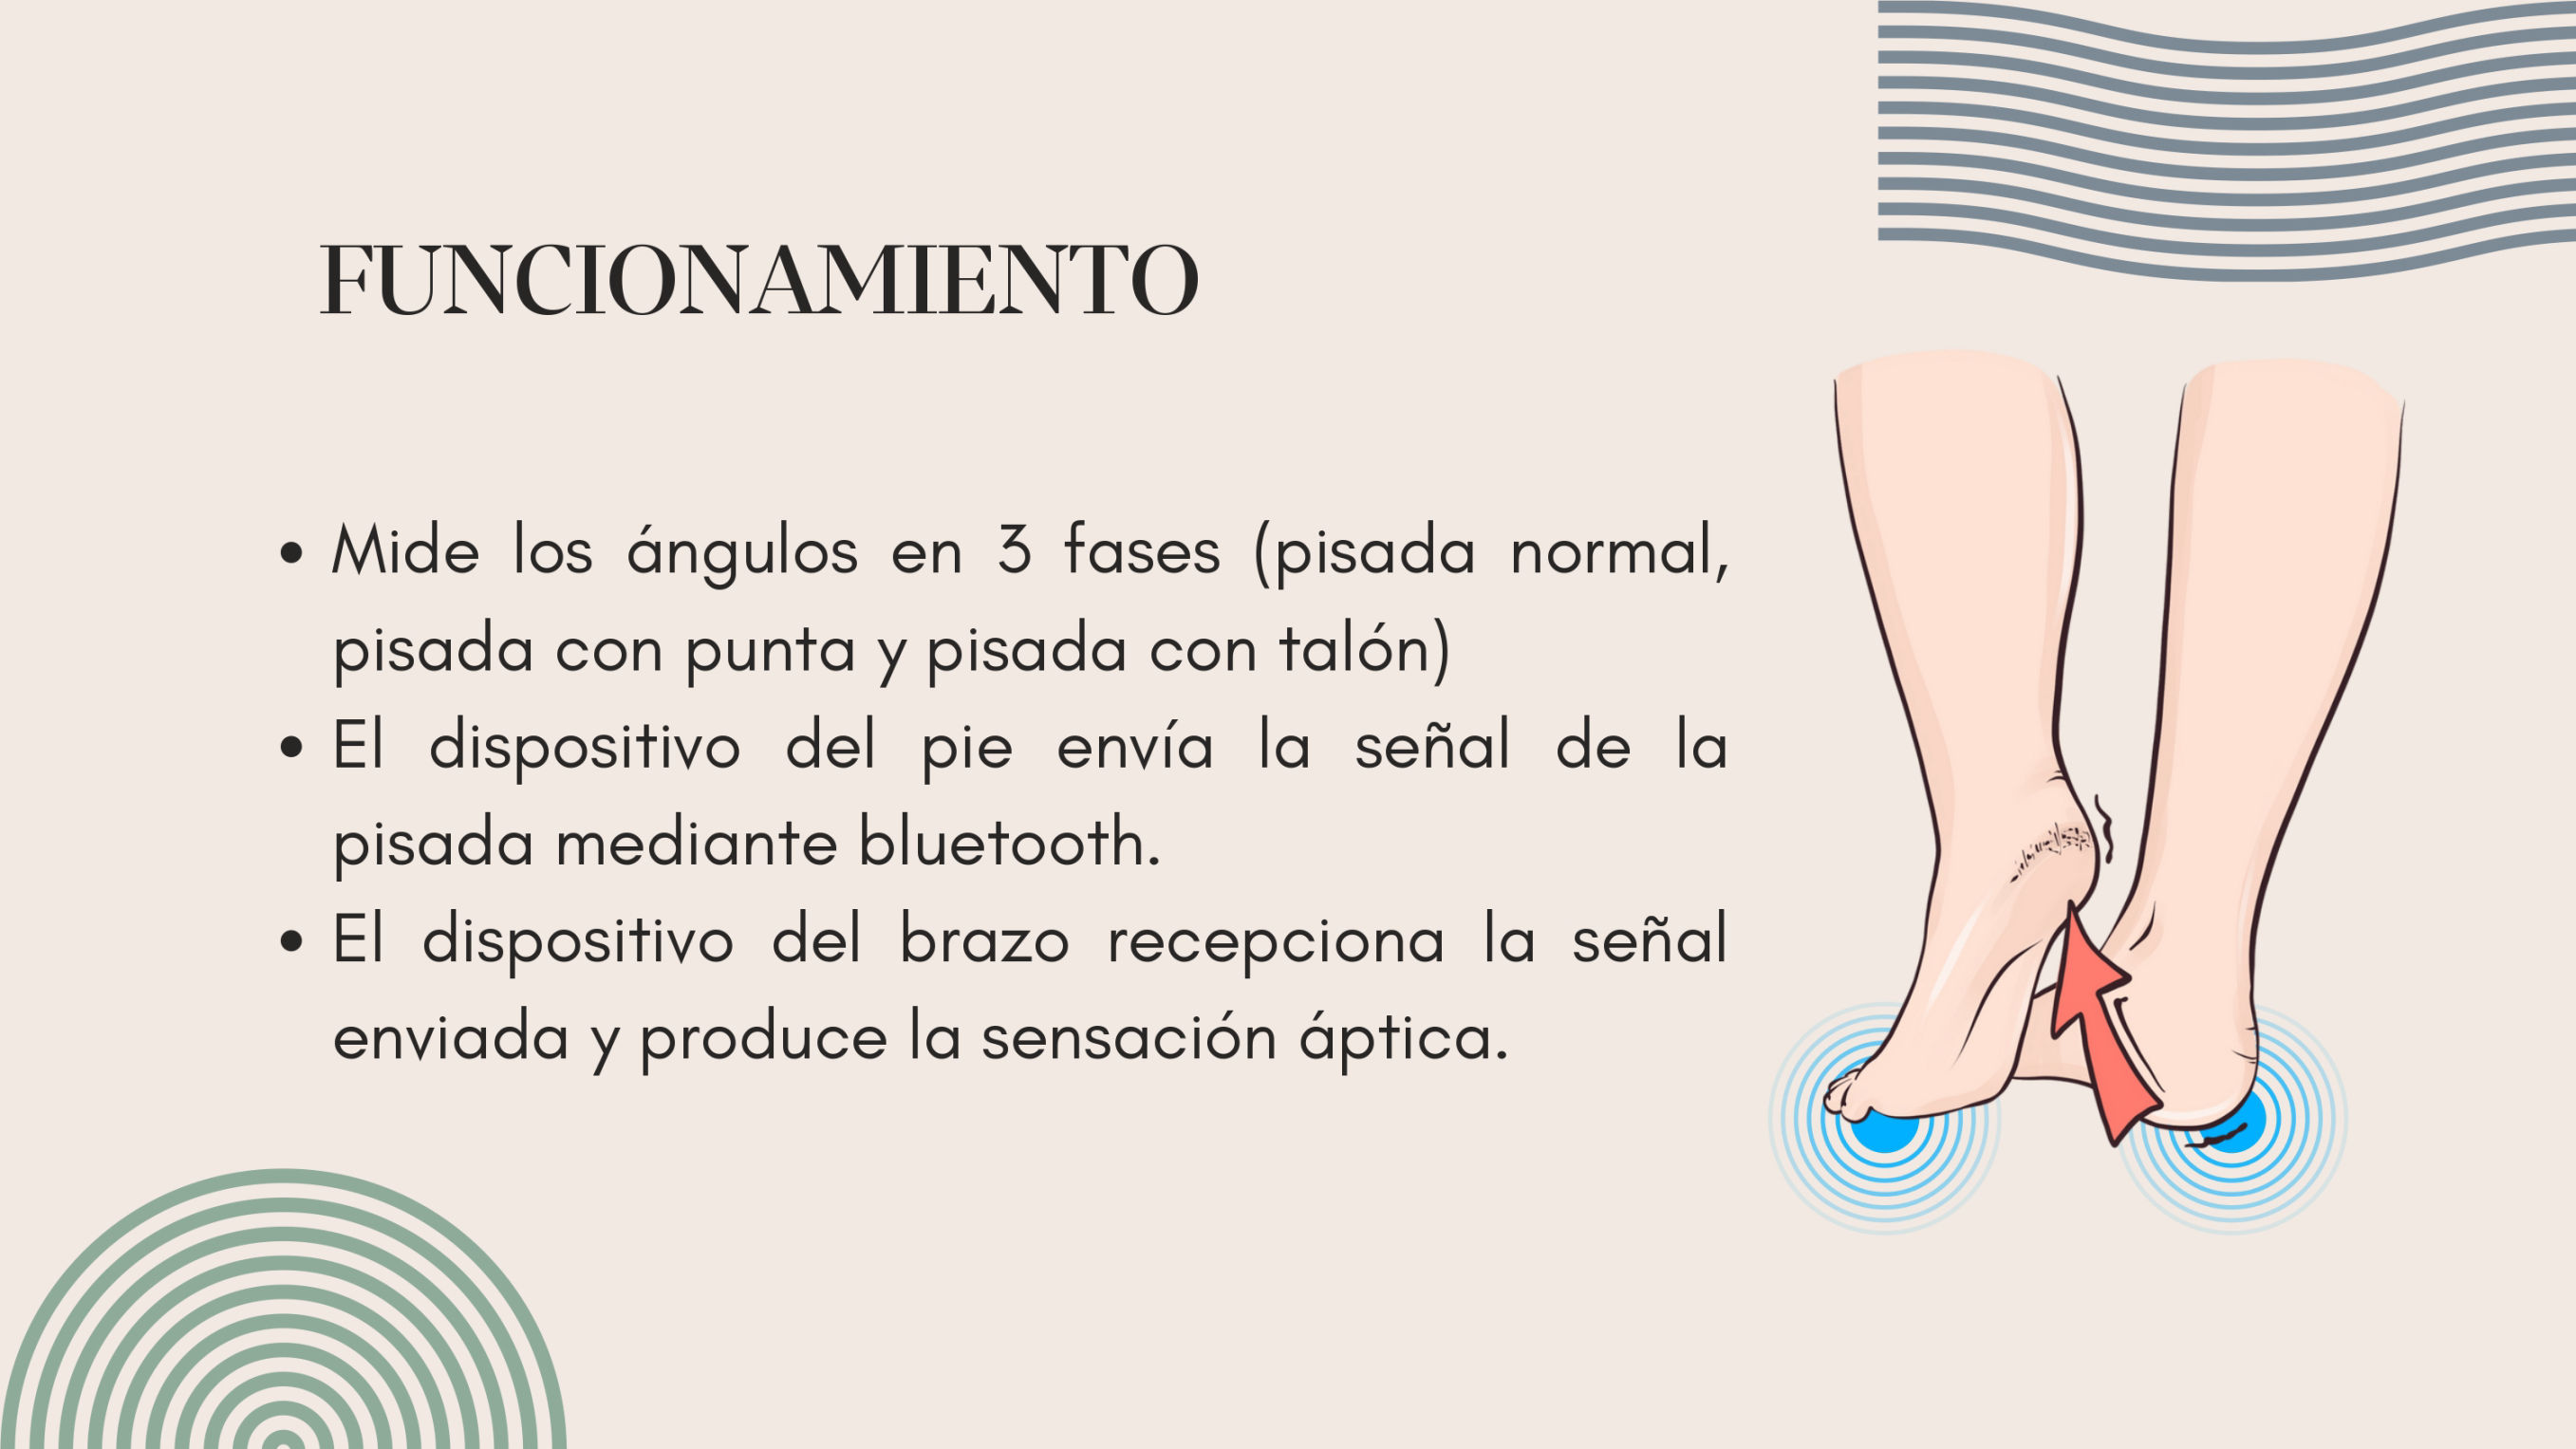 FUNCIONAMIENTO
• Mide los ángulos en 3 fases (pisada normal,
pisada con punta y pisada con talón)
• El dispositivo del pie envía la señal de la
pisada mediante bluetooth.
• El dispositivo del brazo recepciona la señal
enviada y produce la sensación áptica.